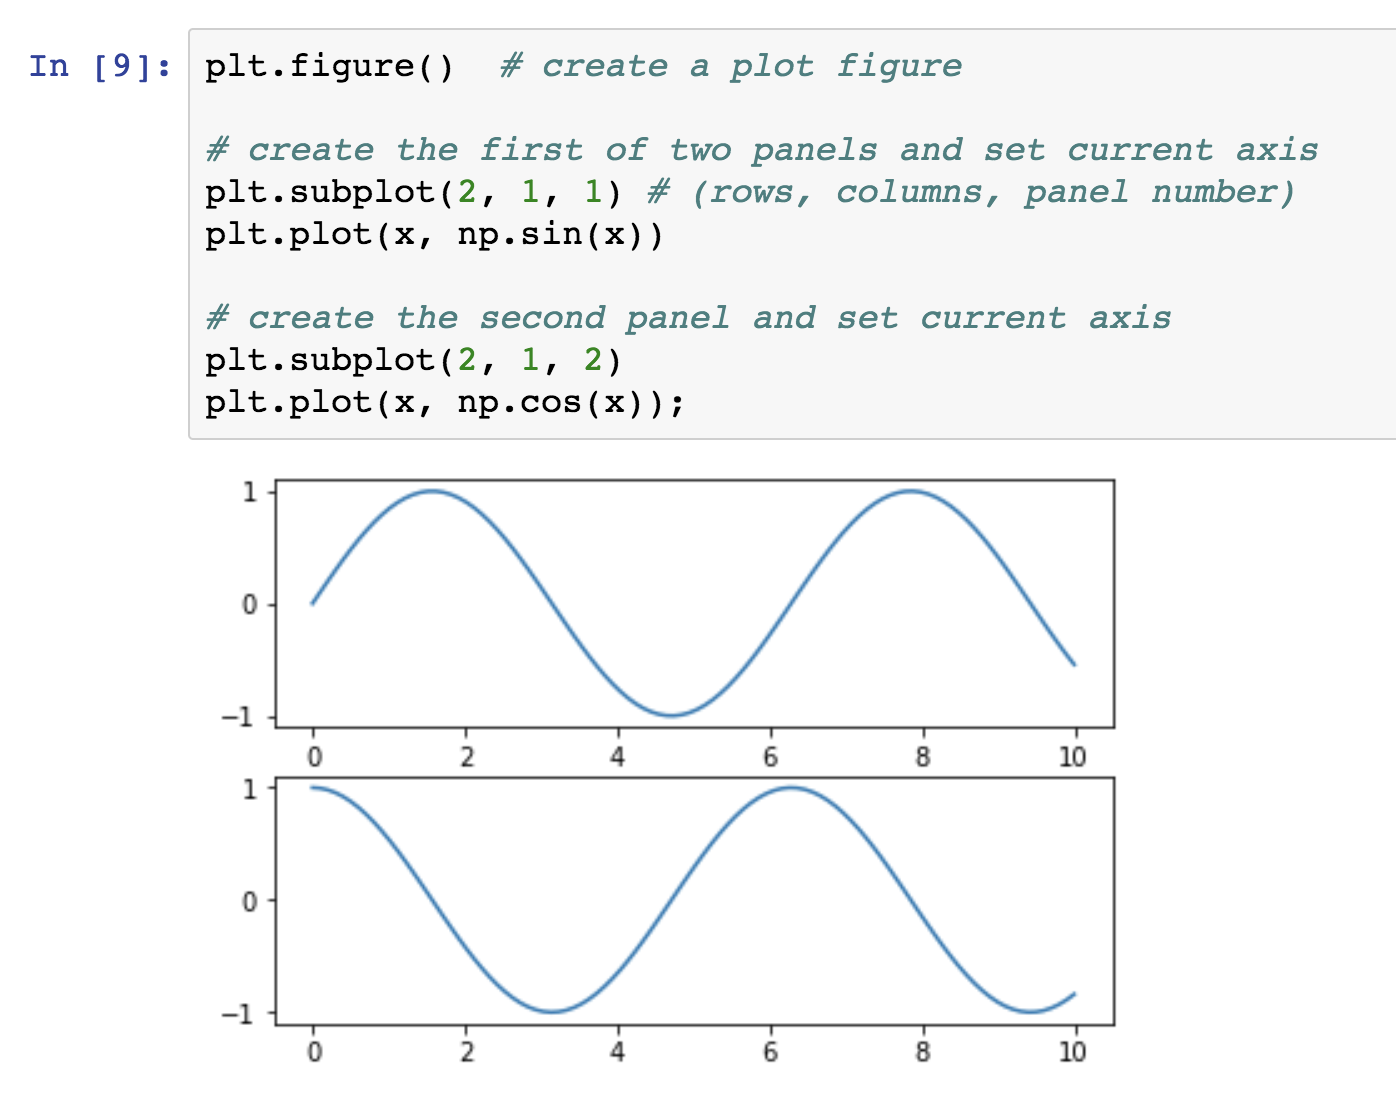 In [9]: plt.figure()  # create a plot figure
# create the first of two panels and set current axis
plt.subplot(2, 1, 1) # (rows, columns, panel number)
plt.plot(x, np.sin(x))
# create the second panel and set current axis
plt.subplot(2, 1, 2)
plt.plot(x, np.cos(x));
1
0
−1
0 2 4 6 8 10
1
0
−1
0 2 4 6 8 10